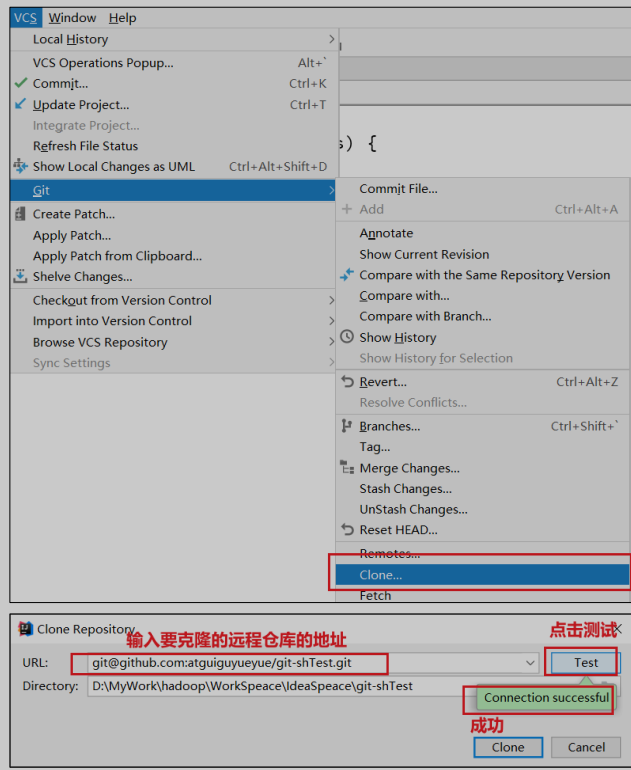 VCS Window Help
Local History
VCS Operations Popup... Alt+`
Commit... Ctrl+K
Update Project... Ctrl+T
Integrate Project...
Refresh File Status
) {
Show Local Changes as UML Ctrl+Alt+Shift+D
Git
Create Patch...
Apply Patch...
Apply Patch from Clipboard...
Shelve Changes...
Checkout from Version Control
Import into Version Control
Browse VCS Repository
Sync Settings
Commit File...
Add Ctrl+Alt+A
Annotate
Show Current Revision
Compare with the Same Repository Version
Compare with...
Compare with Branch...
Show History
Show History for Selection
Revert... Ctrl+Alt+Z
Resolve Conflicts...
Branches... Ctrl+Shift+`
Tag...
Merge Changes...
Stash Changes...
UnStash Changes...
Reset HEAD...
Remotes...
Clone...
Fetch
Clone Repository
输入要克隆的远程仓库的地址
点击测试
URL: git@github.com:atguiguyueyue/git-shTest.git Test
Directory: D:\MyWork\hadoop\WorkSpeace\IdeaSpeace\git-shTest
Connection successful
成功
Clone Cancel